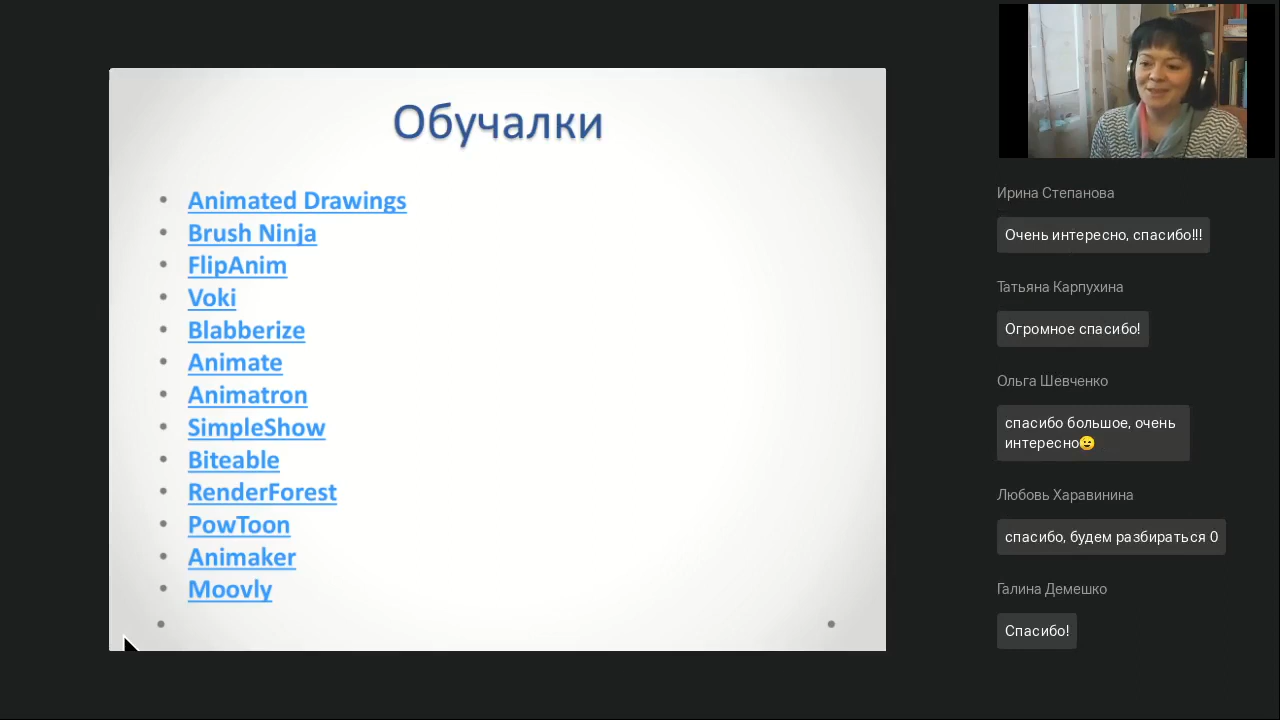 Обучалки
Animated Drawings
Brush Ninja
FlipAnim
Voki
Blabberize
Animate
Animatron
SimpleShow
Biteable
RenderForest
PowToon
Animaker
Moovly
Ирина Степанова
Очень интересно, спасибо!!!
Татьяна Карпухина
Огромное спасибо!
Ольга Шевченко
спасибо большое, очень
интересно😉
Любовь Харавинина
спасибо, будем разбираться 0
Галина Демешко
Спасибо!